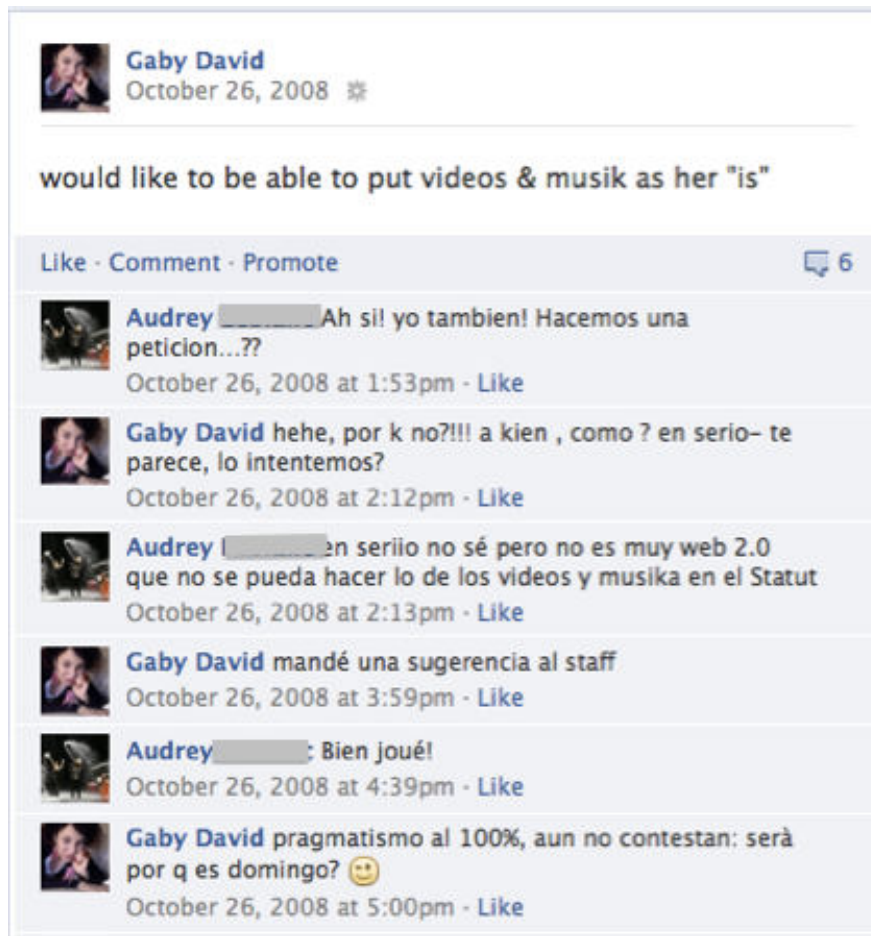 Gaby David
October 26, 2008
would like to be able to put videos & musik as her "is"
Like · Comment · Promote 6
Audrey Ah si! yo tambien! Hacemos una
peticion...??
October 26, 2008 at 1:53pm · Like
Gaby David hehe, por k no?!!! a kien , como ? en serio– te
parece, lo intentemos?
October 26, 2008 at 2:12pm · Like
Audrey en seriio no sé pero no es muy web 2.0
que no se pueda hacer lo de los videos y musika en el Statut
October 26, 2008 at 2:13pm · Like
Gaby David mandé una sugerencia al staff
October 26, 2008 at 3:59pm · Like
Audrey : Bien joué!
October 26, 2008 at 4:39pm · Like
Gaby David pragmatismo al 100%, aun no contestan: serà
por q es domingo?
October 26, 2008 at 5:00pm · Like